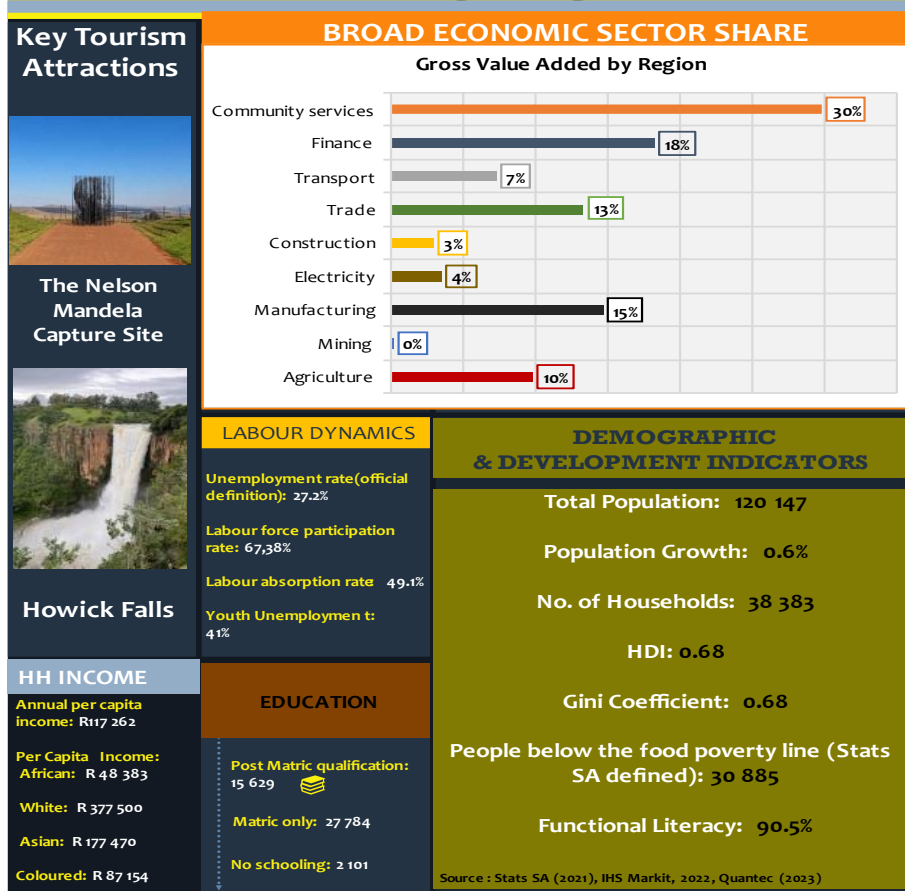 Key Tourism
Attractions
The Nelson
Mandela
Capture Site
Howick Falls
BROAD ECONOMIC SECTOR SHARE
Gross Value Added by Region
Community services 30%
Finance 18%
Transport 7%
Trade 13%
Construction 3%
Electricity 4%
Manufacturing 15%
Mining 0%
Agriculture 10%
LABOUR DYNAMICS
Unemployment rate(official
definition): 27.2%
Labour force participation
rate: 67,38%
Labour absorption rate 49.1%
Youth Unemploymen t:
41%
DEMOGRAPHIC
& DEVELOPMENT INDICATORS
Total Population: 120 147
Population Growth: 0.6%
No. of Households: 38 383
HDI: 0.68
Gini Coefficient: 0.68
People below the food poverty line (Stats
SA defined): 30 885
Functional Literacy: 90.5%
Source : Stats SA (2021), IHS Markit, 2022, Quantec (2023)
HH INCOME
Annual per capita
income: R117 262
Per Capita Income:
African: R 48 383
White: R 377 500
Asian: R 177 470
Coloured: R 87 154
EDUCATION
Post Matric qualification:
15 629
Matric only: 27 784
No schooling: 2 101